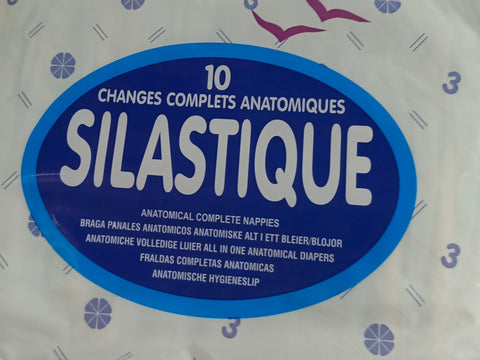 10
CHANGES COMPLETS ANATOMIQUES
SILASTIQUE
ANATOMICAL COMPLETE NAPPIES
BRAGA PANALES ANATOMICOS ANATOMISKE ALT I ETT BLEIER/BLOJOR
ANATOMICHE VOLLEDIGE LUIER ALL IN ONE ANATOMICAL DIAPERS
FRALDAS COMPLETAS ANATOMICAS
ANATOMISCHE HYGIENESLIP
3
3
3